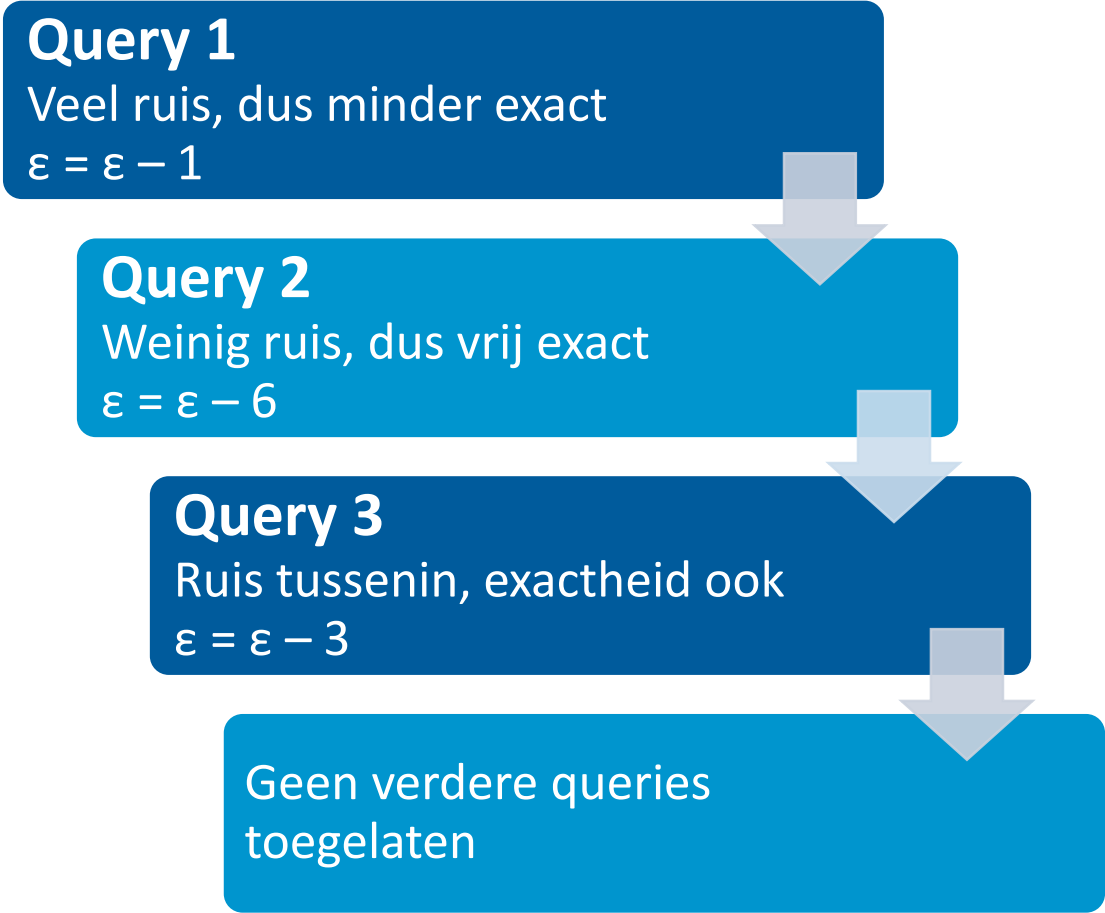 Query 1
Veel ruis, dus minder exact
ε = ε – 1
Query 2
Weinig ruis, dus vrij exact
ε = ε – 6
Query 3
Ruis tussenin, exactheid ook
ε = ε – 3
Geen verdere queries
toegelaten